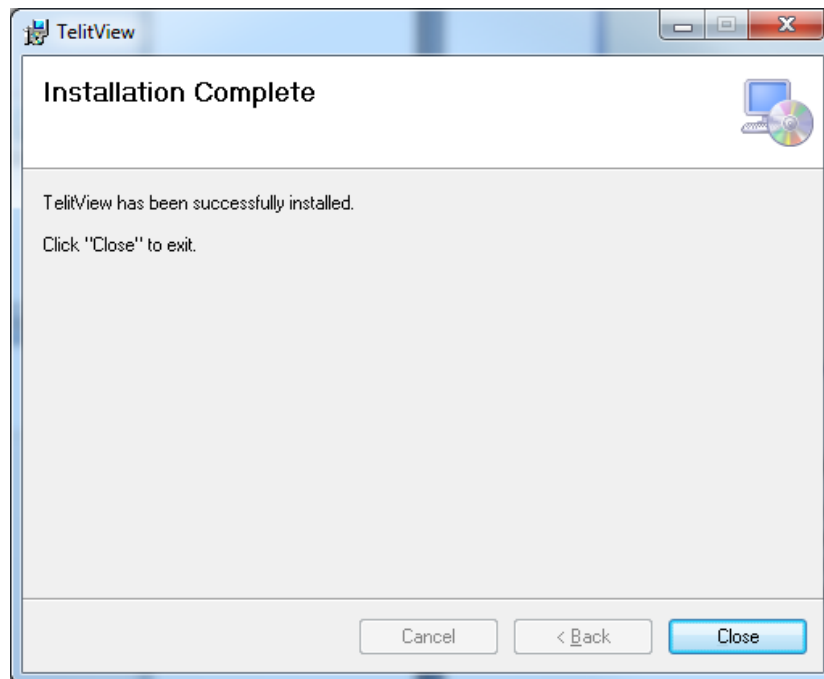 TelitView
Installation Complete
TelitView has been successfully installed.
Click "Close" to exit.
Cancel
< Back
Close